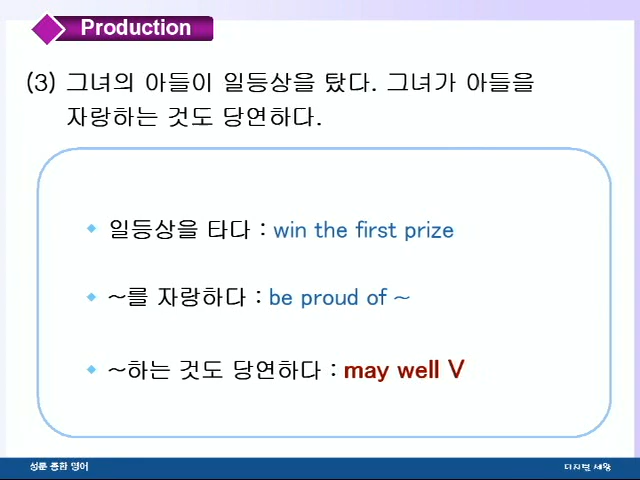 Production
(3) 그녀의 아들이 일등상을 탔다. 그녀가 아들을
자랑하는 것도 당연하다.
일등상을 타다 : win the first prize
~를 자랑하다 : be proud of ~
~하는 것도 당연하다 : may well V
성문 종합 영어
디지털 세상